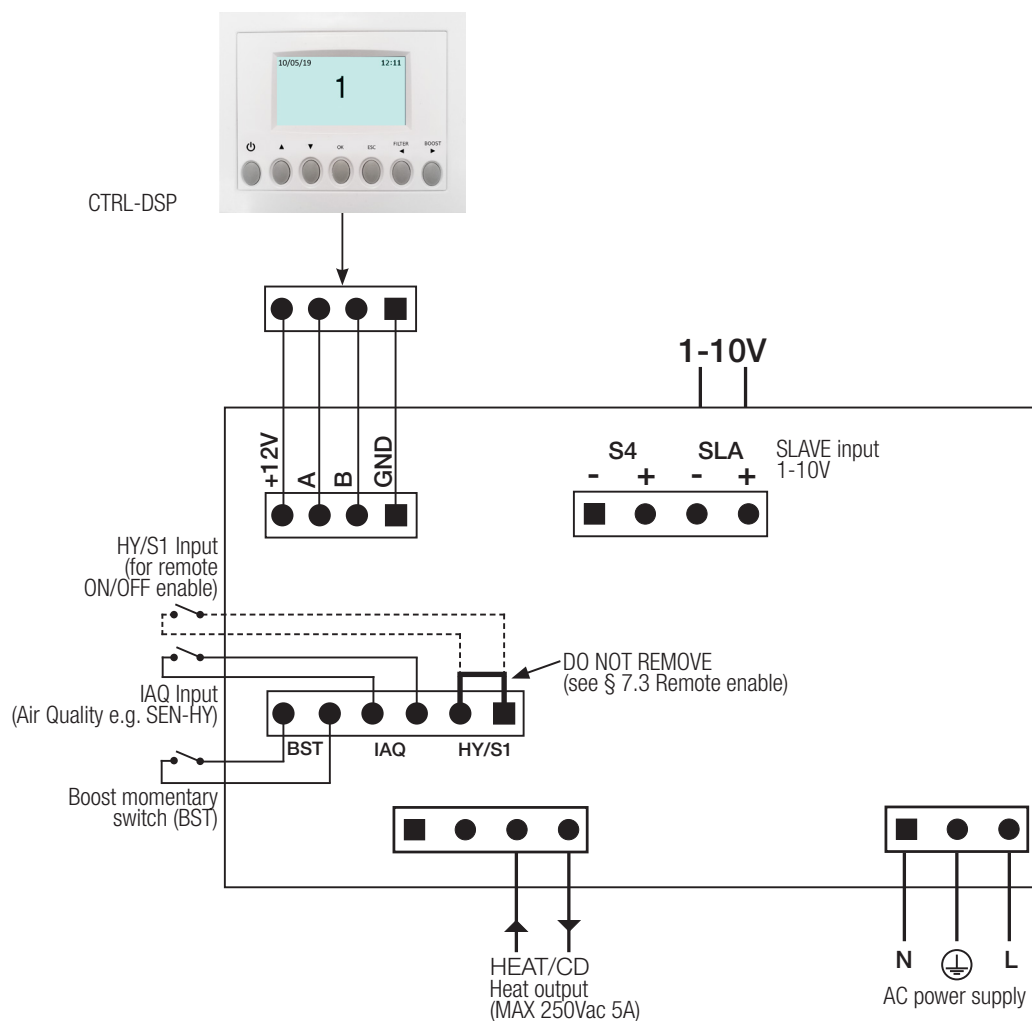 10/05/19 12:11
1
OK ESC FILTER BOOST
CTRL-DSP
1-10V
+12V
A
B
GND
S4 SLA
- + - +
SLAVE input
1-10V
HY/S1 Input
(for remote
ON/OFF enable)
DO NOT REMOVE
(see § 7.3 Remote enable)
IAQ Input
(Air Quality e.g. SEN-HY)
BST IAQ HY/S1
Boost momentary
switch (BST)
HEAT/CD
Heat output
(MAX 250Vac 5A)
N L
AC power supply